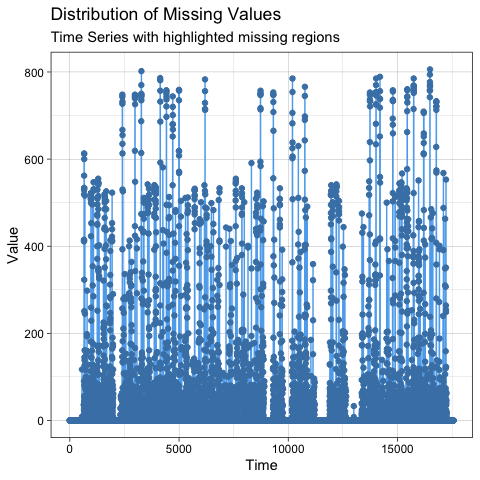 Distribution of Missing Values
Time Series with highlighted missing regions
800
600
400
200
0
Value
0 5000 10000 15000
Time